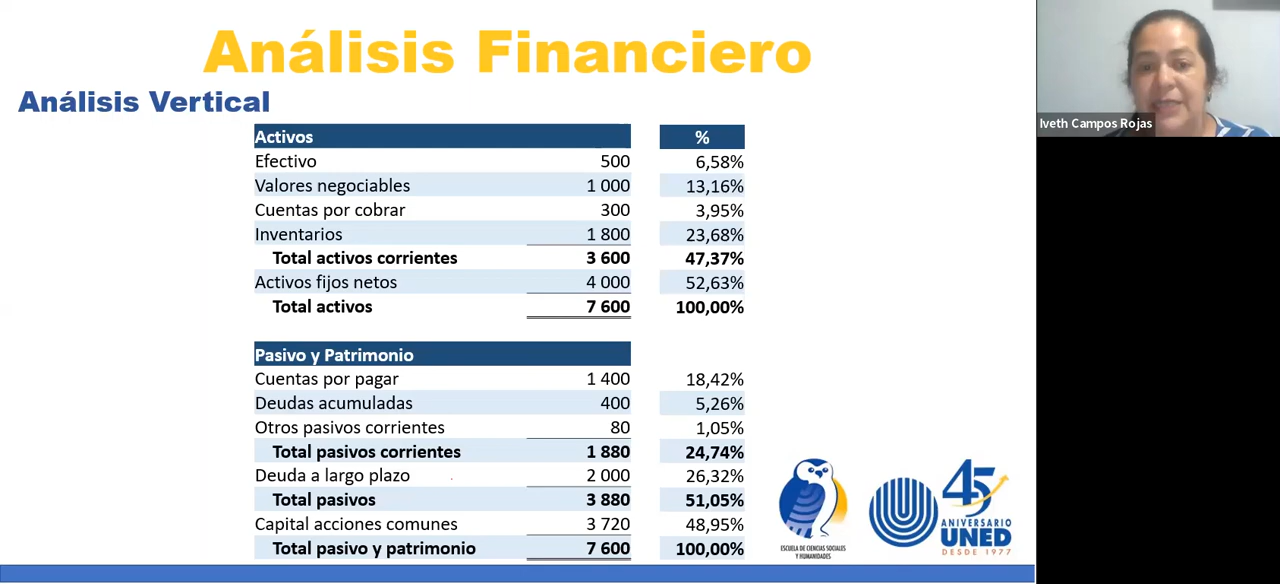 Análisis Financiero
Análisis Vertical
Activos %
Efectivo 500 6,58%
Valores negociables 1 000 13,16%
Cuentas por cobrar 300 3,95%
Inventarios 1 800 23,68%
Total activos corrientes 3 600 47,37%
Activos fijos netos 4 000 52,63%
Total activos 7 600 100,00%
Pasivo y Patrimonio
Cuentas por pagar 1 400 18,42%
Deudas acumuladas 400 5,26%
Otros pasivos corrientes 80 1,05%
Total pasivos corrientes 1 880 24,74%
Deuda a largo plazo 2 000 26,32%
Total pasivos 3 880 51,05%
Capital acciones comunes 3 720 48,95%
Total pasivo y patrimonio 7 600 100,00%
ESCUELA DE CIENCIAS SOCIALES
Y HUMANIDADES
45
ANIVERSARIO
UNED
DESDE 1977
Iveth Campos Rojas